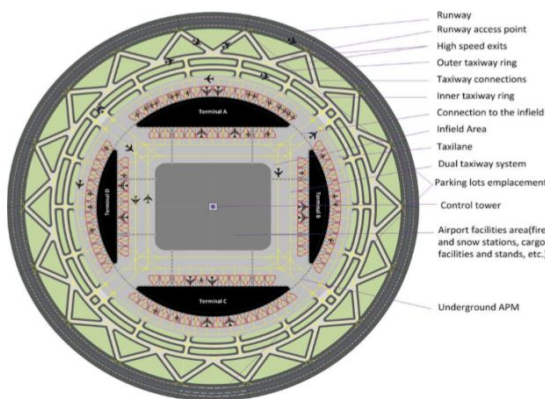 Runway
Runway access point
High speed exits
Outer taxiway ring
Taxiway connections
Inner taxiway ring
Connection to the infield
Infield Area
Taxilane
Dual taxiway system
Parking lots emplacement
Control tower
Airport facilities area(fire
and snow stations, cargo
facilities and stands, etc.)
Underground APM
Terminal A
Terminal D
Terminal B
Terminal C